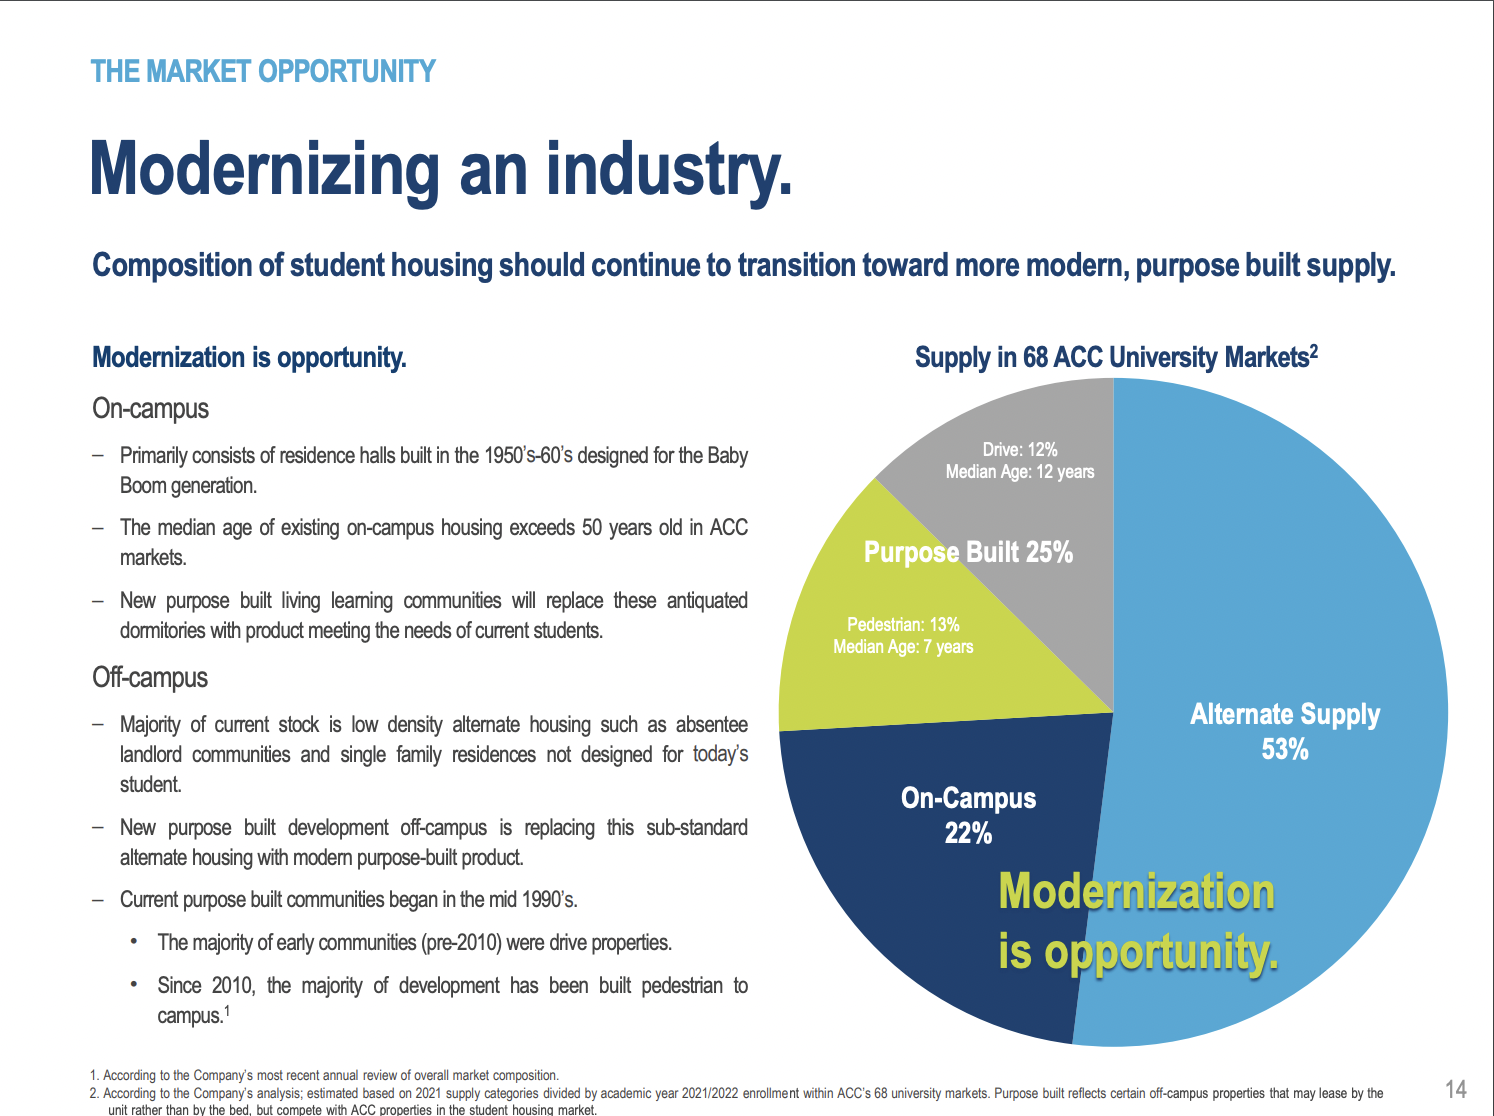 THE MARKET OPPORTUNITY
Modernizing an industry.
Composition of student housing should continue to transition toward more modern, purpose built supply.
Modernization is opportunity.
On-campus
– Primarily consists of residence halls built in the 1950's-60's designed for the Baby
Boom generation.
– The median age of existing on-campus housing exceeds 50 years old in ACC
markets.
– New purpose built living learning communities will replace these antiquated
dormitories with product meeting the needs of current students.
Off-campus
– Majority of current stock is low density alternate housing such as absentee
landlord communities and single family residences not designed for today's
student.
– New purpose built development off-campus is replacing this sub-standard
alternate housing with modern purpose-built product.
– Current purpose built communities began in the mid 1990's.
• The majority of early communities (pre-2010) were drive properties.
• Since 2010, the majority of development has been built pedestrian to
campus.1
Supply in 68 ACC University Markets2
Drive: 12%
Median Age: 12 years
Purpose Built 25%
Pedestrian: 13%
Median Age: 7 years
Alternate Supply
53%
On-Campus
22%
Modernization
is opportunity.
1. According to the Company's most recent annual review of overall market composition.
2. According to the Company's analysis; estimated based on 2021 supply categories divided by academic year 2021/2022 enrollment within ACC's 68 university markets. Purpose built reflects certain off-campus properties that may lease by the
unit rather than by the bed, but compete with ACC properties in the student housing market.
14